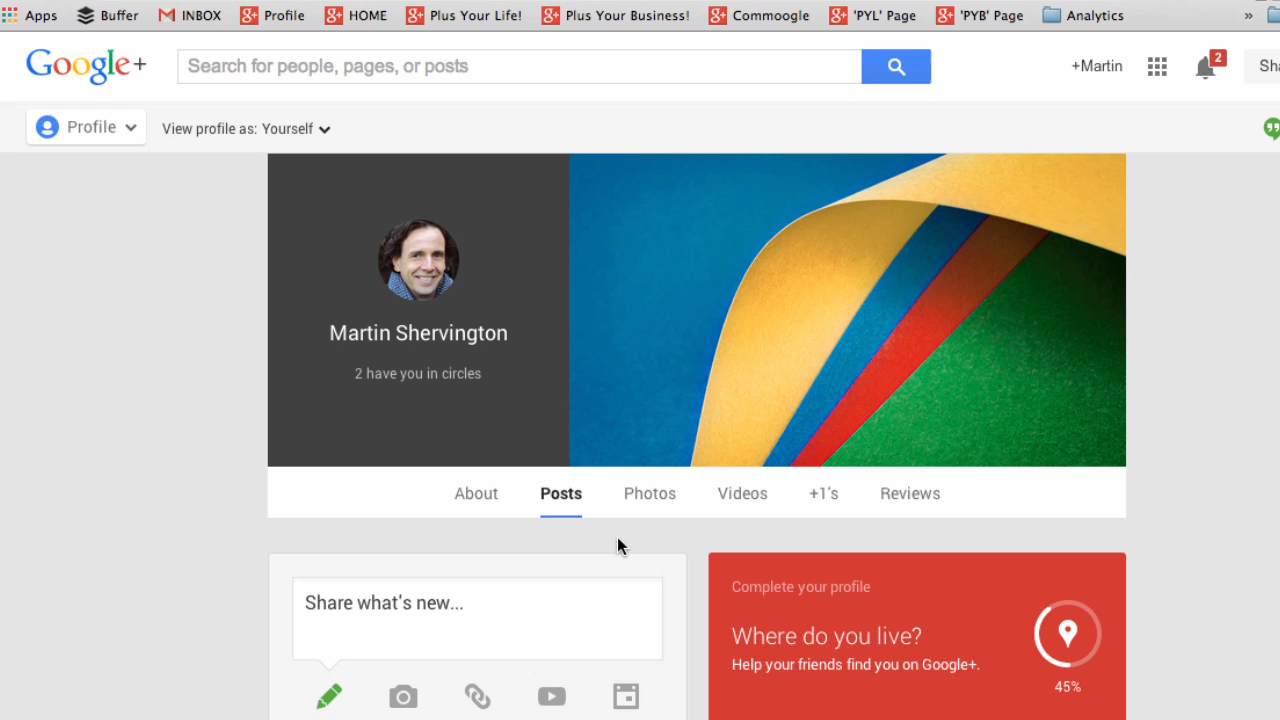 Apps Buffer INBOX Profile HOME Plus Your Life! Plus Your Business! Commoogle 'PYL' Page 'PYB' Page Analytics »
Google+ Search for people, pages, or posts +Martin 2 Sha
Profile View profile as: Yourself
Martin Shervington
2 have you in circles
About Posts Photos Videos +1's Reviews
Complete your profile
Share what's new...
Where do you live?
Help your friends find you on Google+.
45%